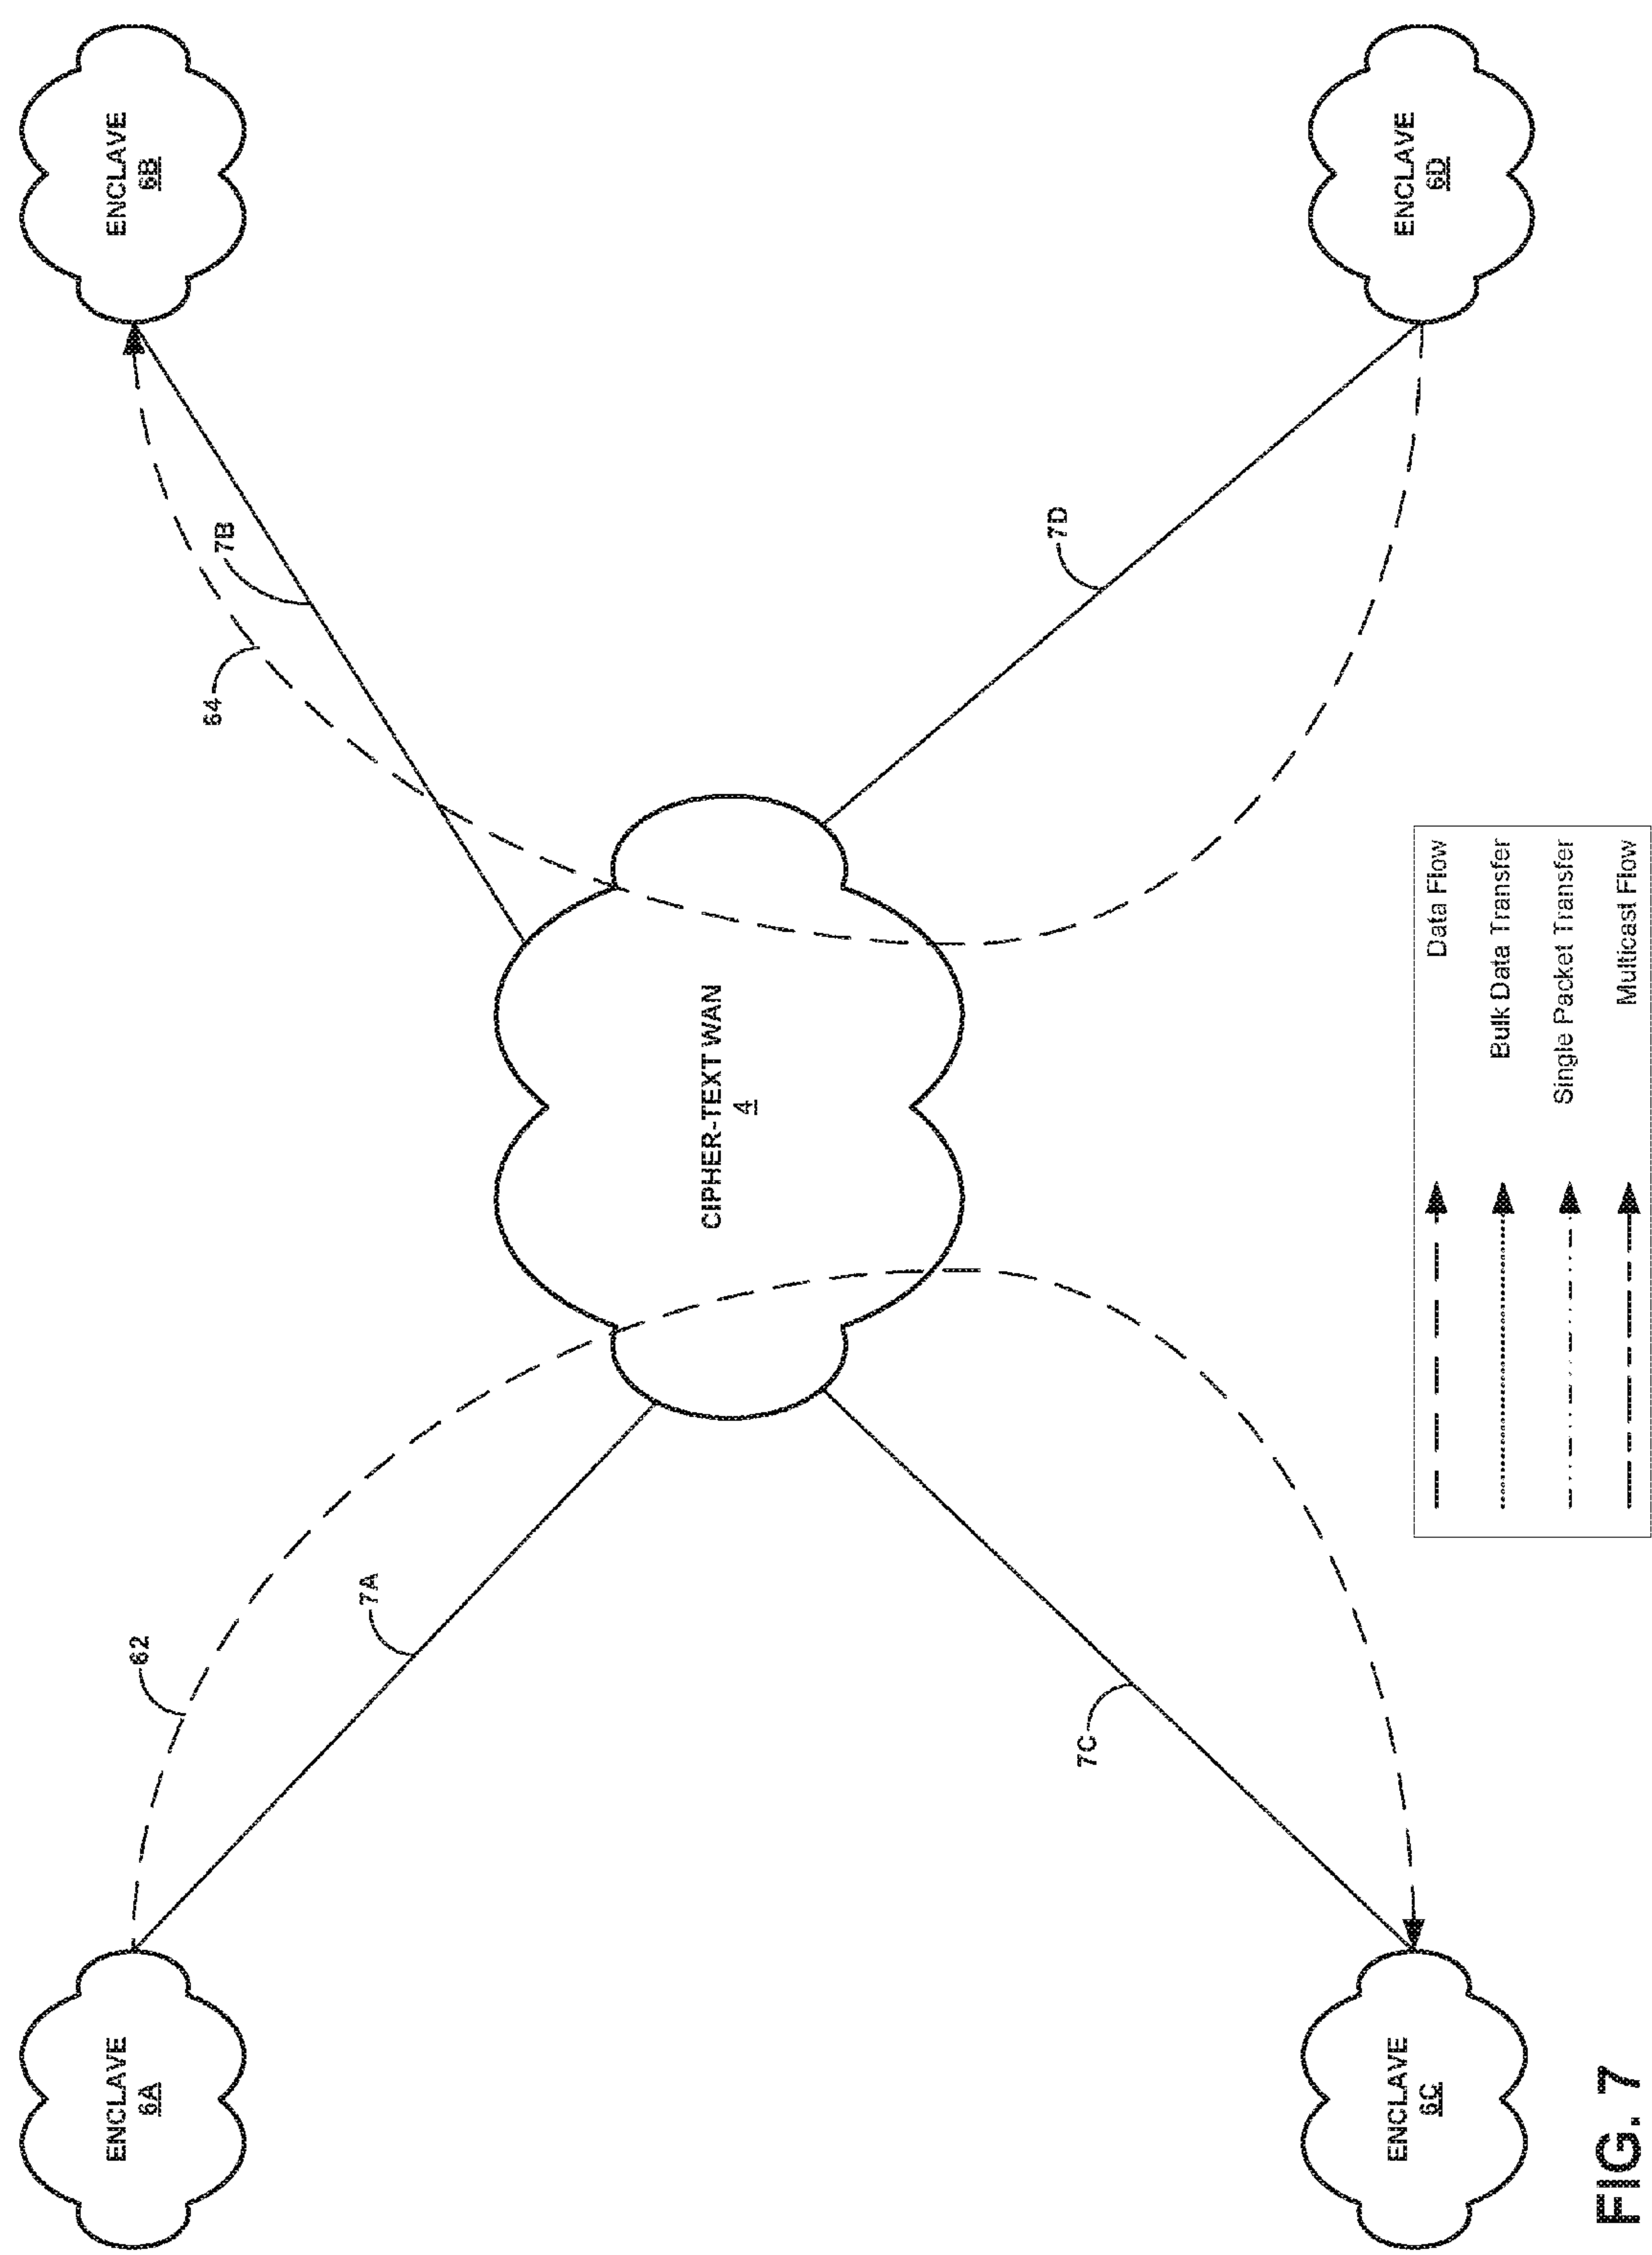 ENCLAVE
6A
ENCLAVE
6B
62
64
7A
7B
CIPHER-TEXT WAN
4
7C
7D
ENCLAVE
6C
ENCLAVE
6D
Data Flow
Bulk Data Transfer
Single Packet Transfer
Multicast Flow
FIG. 7